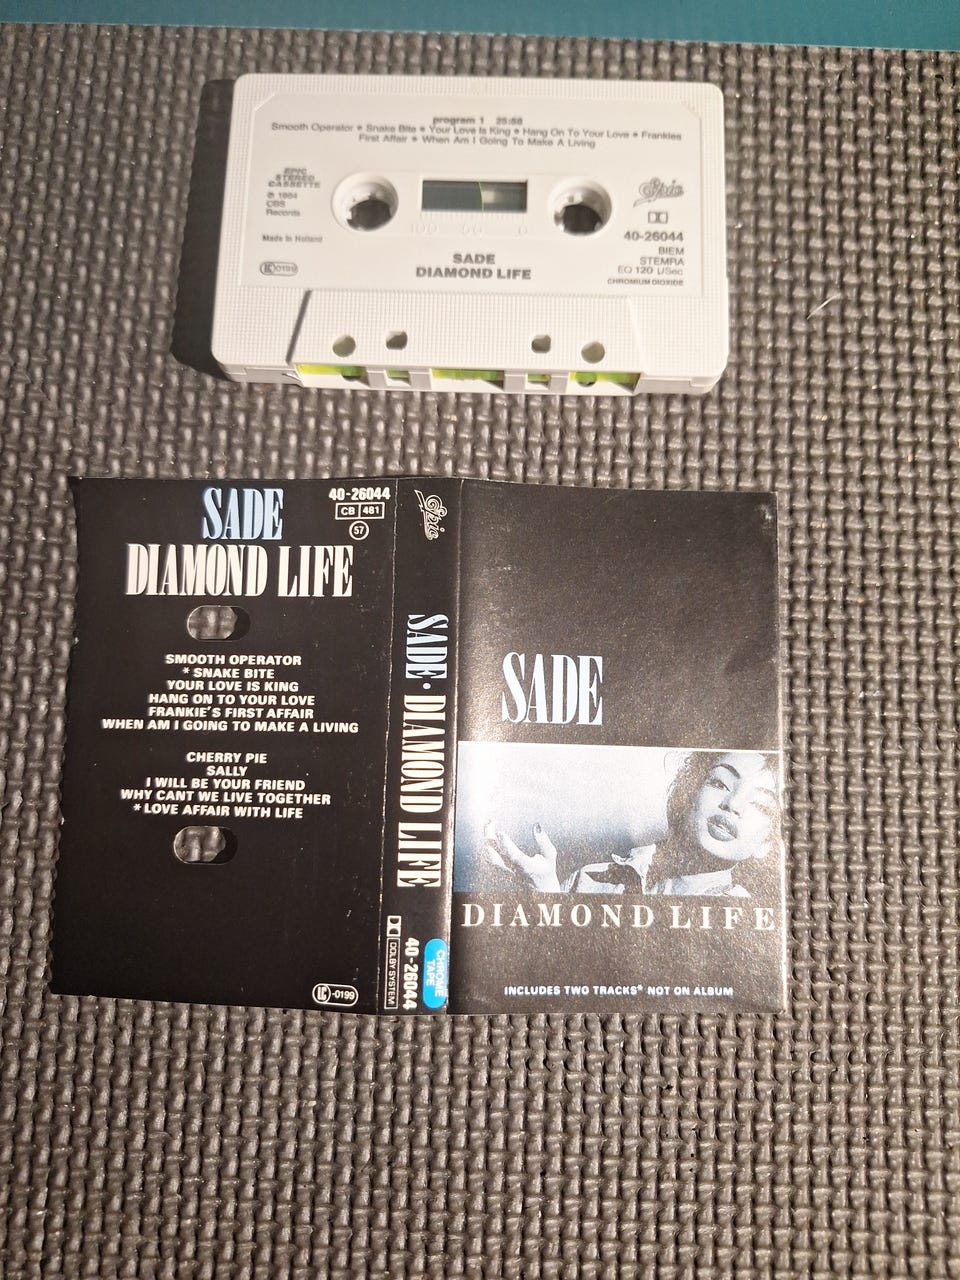 program 1 25:58
Smooth Operator * Snake Bite * Your Love Is King * Hang On To Your Love * Frankies
First Affair * When Am I Going To Make A Living
EPIC
STEREO
CASSETTE
℗ 1984
CBS
Records
Made in Holland
LC 0199
100 50 0
SADE
DIAMOND LIFE
Epic
40-26044
BIEM
STEMRA
EQ 120 µSec
CHROMIUM DIOXIDE
SADE
DIAMOND LIFE
40-26044
CB 481
57
SMOOTH OPERATOR
* SNAKE BITE
YOUR LOVE IS KING
HANG ON TO YOUR LOVE
FRANKIE'S FIRST AFFAIR
WHEN AM I GOING TO MAKE A LIVING
CHERRY PIE
SALLY
I WILL BE YOUR FRIEND
WHY CANT WE LIVE TOGETHER
* LOVE AFFAIR WITH LIFE
LC-0199
Epic
SADE · DIAMOND LIFE
DOLBY SYSTEM
40-26044
CHROME
TAPE
SADE
DIAMOND LIFE
INCLUDES TWO TRACKS* NOT ON ALBUM